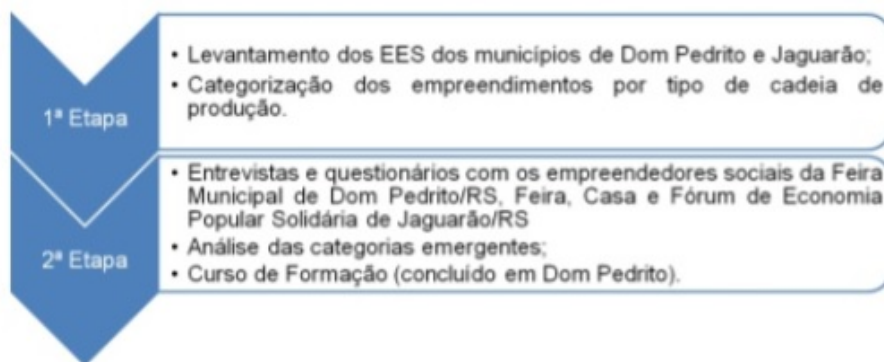 1ª Etapa
• Levantamento dos EES dos municípios de Dom Pedrito e Jaguarão;
• Categorização dos empreendimentos por tipo de cadeia de
produção.
2ª Etapa
• Entrevistas e questionários com os empreendedores sociais da Feira
Municipal de Dom Pedrito/RS, Feira, Casa e Fórum de Economia
Popular Solidária de Jaguarão/RS
• Análise das categorias emergentes;
• Curso de Formação (concluído em Dom Pedrito).